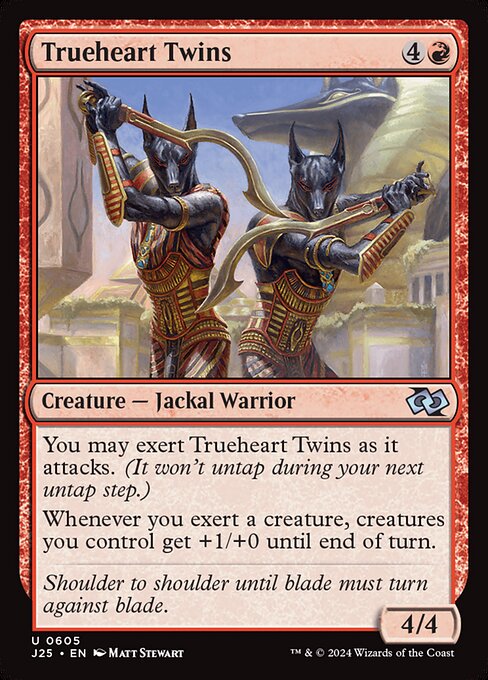 Trueheart Twins 4
Creature — Jackal Warrior
You may exert Trueheart Twins as it
attacks. (It won't untap during your next
untap step.)
Whenever you exert a creature, creatures
you control get +1/+0 until end of turn.
Shoulder to shoulder until blade must turn
against blade.
4/4
U 0605
J25 • EN Matt Stewart
™ & © 2024 Wizards of the Coast